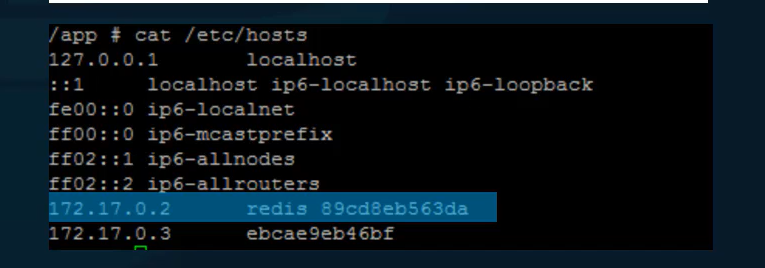 /app # cat /etc/hosts
127.0.0.1 localhost
::1 localhost ip6-localhost ip6-loopback
fe00::0 ip6-localnet
ff00::0 ip6-mcastprefix
ff02::1 ip6-allnodes
ff02::2 ip6-allrouters
172.17.0.2 redis 89cd8eb563da
172.17.0.3 ebcae9eb46bf